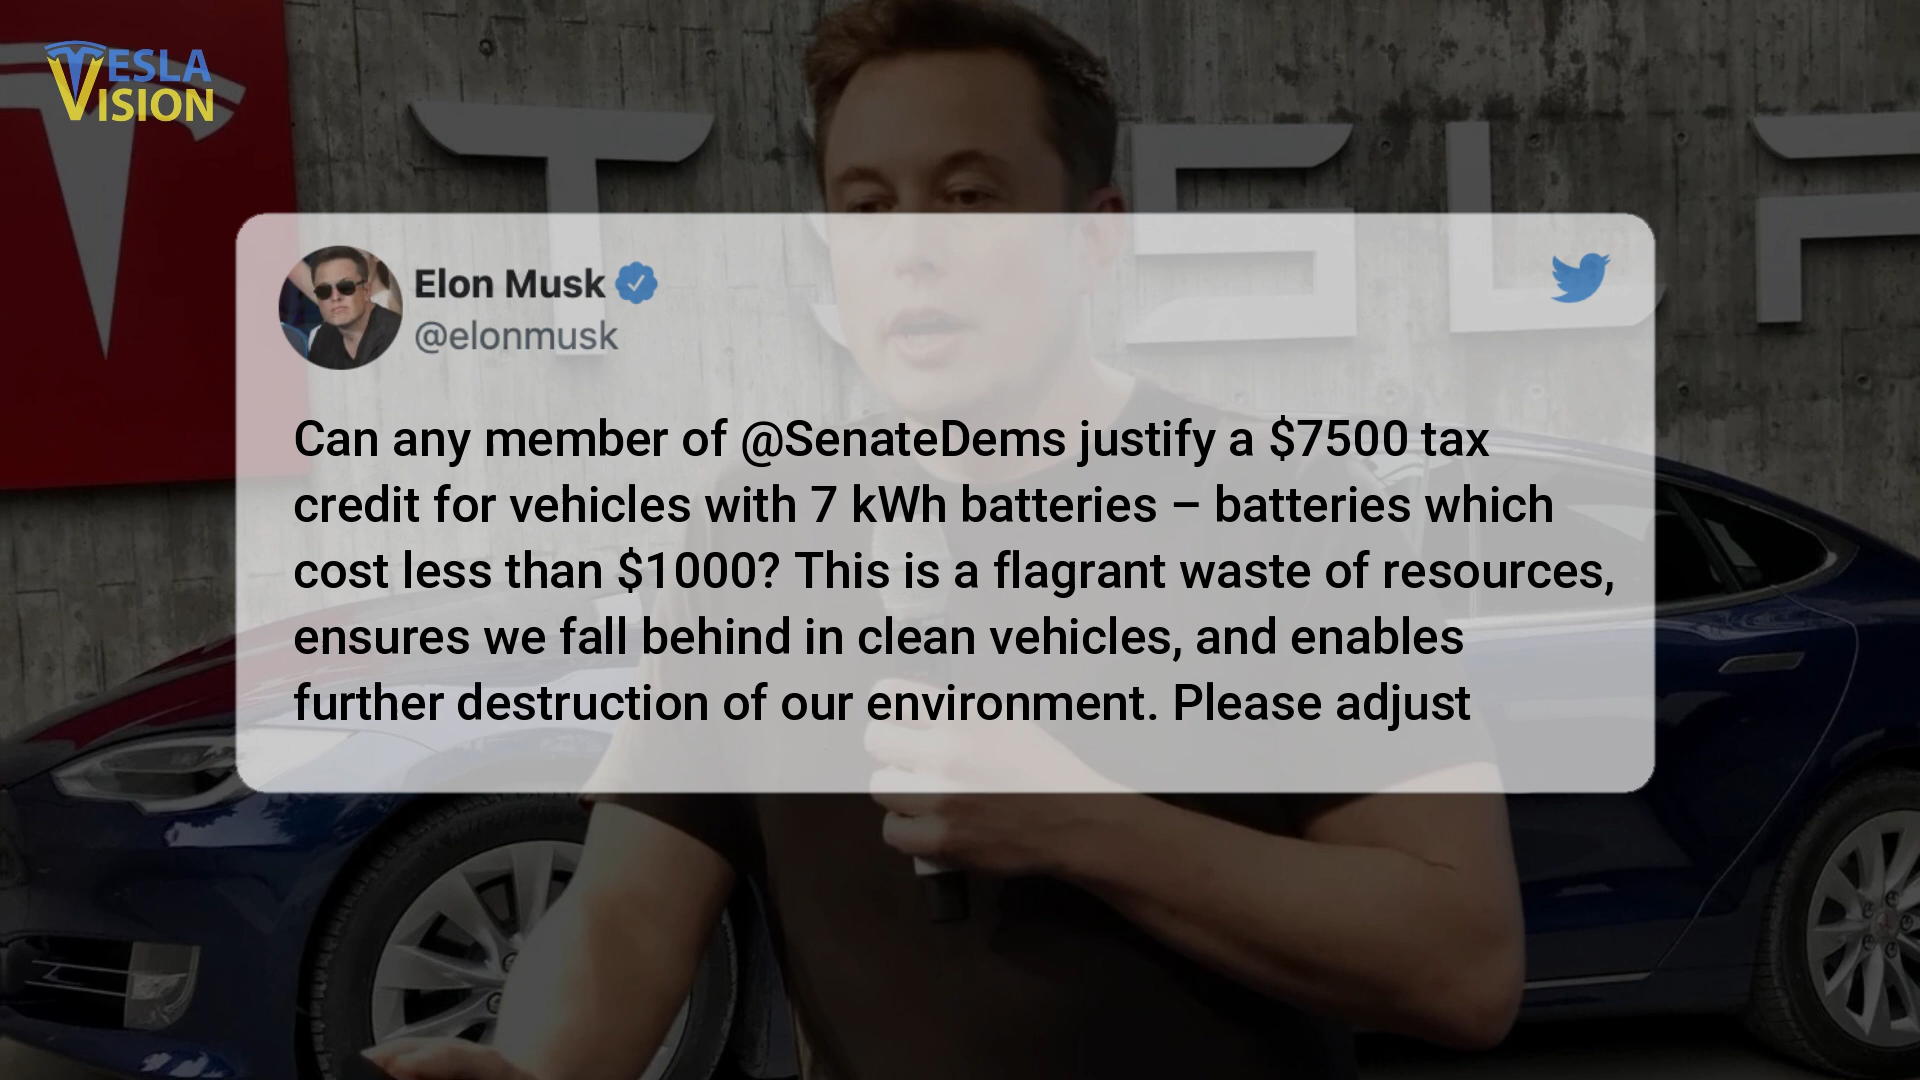 TESLA
VISION
TESL
Elon Musk
@elonmusk
Can any member of @SenateDems justify a $7500 tax
credit for vehicles with 7 kWh batteries – batteries which
cost less than $1000? This is a flagrant waste of resources,
ensures we fall behind in clean vehicles, and enables
further destruction of our environment. Please adjust